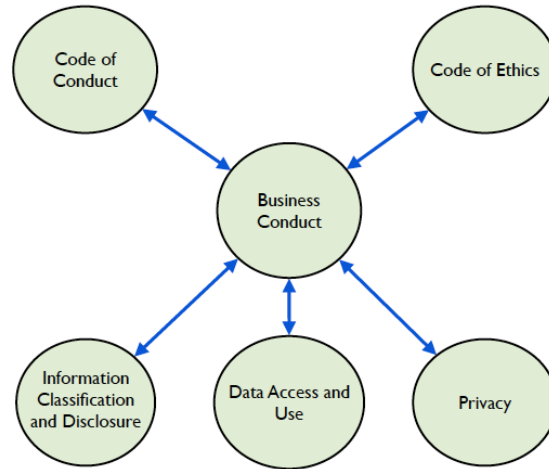 Code of
Conduct
Code of Ethics
Business
Conduct
Information
Classification
and Disclosure
Data Access and
Use
Privacy